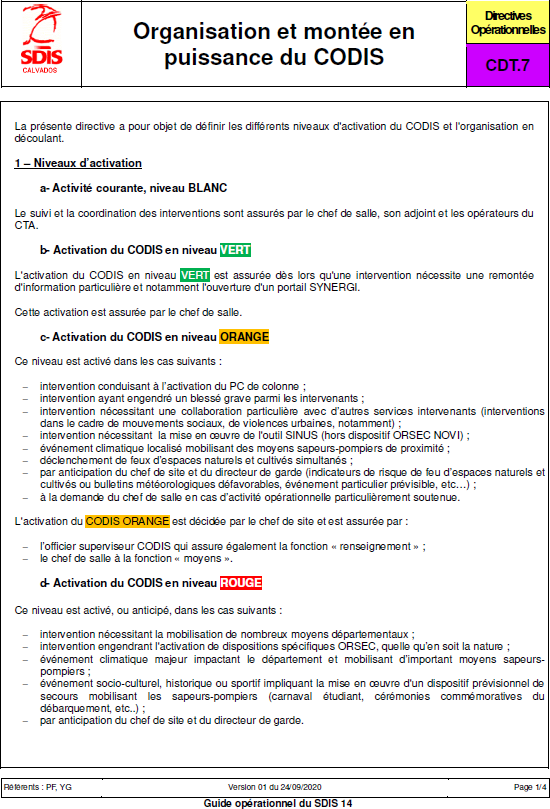 SDIS
CALVADOS
Organisation et montée en
puissance du CODIS
Directives
Opérationnelles
CDT.7
La présente directive a pour objet de définir les différents niveaux d'activation du CODIS et l'organisation en
découlant.
1 – Niveaux d'activation
a- Activité courante, niveau BLANC
Le suivi et la coordination des interventions sont assurés par le chef de salle, son adjoint et les opérateurs du
CTA.
b- Activation du CODIS en niveau VERT
L'activation du CODIS en niveau VERT est assurée dès lors qu'une intervention nécessite une remontée
d'information particulière et notamment l'ouverture d'un portail SYNERGI.
Cette activation est assurée par le chef de salle.
c- Activation du CODIS en niveau ORANGE
Ce niveau est activé dans les cas suivants :
– intervention conduisant à l'activation du PC de colonne ;
– intervention ayant engendré un blessé grave parmi les intervenants ;
– intervention nécessitant une collaboration particulière avec d'autres services intervenants (interventions
dans le cadre de mouvements sociaux, de violences urbaines, notamment) ;
– intervention nécessitant la mise en œuvre de l'outil SINUS (hors dispositif ORSEC NOVI) ;
– événement climatique localisé mobilisant des moyens sapeurs-pompiers de proximité ;
– déclenchement de feux d'espaces naturels et cultivés simultanés ;
– par anticipation du chef de site et du directeur de garde (indicateurs de risque de feu d'espaces naturels et
cultivés ou bulletins météorologiques défavorables, événement particulier prévisible, etc…) ;
– à la demande du chef de salle en cas d'activité opérationnelle particulièrement soutenue.
L'activation du CODIS ORANGE est décidée par le chef de site et est assurée par :
– l'officier superviseur CODIS qui assure également la fonction « renseignement » ;
– le chef de salle à la fonction « moyens ».
d- Activation du CODIS en niveau ROUGE
Ce niveau est activé, ou anticipé, dans les cas suivants :
– intervention nécessitant la mobilisation de nombreux moyens départementaux ;
– intervention engendrant l'activation de dispositions spécifiques ORSEC, quelle qu'en soit la nature ;
– événement climatique majeur impactant le département et mobilisant d'important moyens sapeurs-
pompiers ;
– événement socio-culturel, historique ou sportif impliquant la mise en œuvre d'un dispositif prévisionnel de
secours mobilisant les sapeurs-pompiers (carnaval étudiant, cérémonies commémoratives du
débarquement, etc..) ;
– par anticipation du chef de site et du directeur de garde.
Référents : PF, YG
Version 01 du 24/09/2020
Page 1/4
Guide opérationnel du SDIS 14